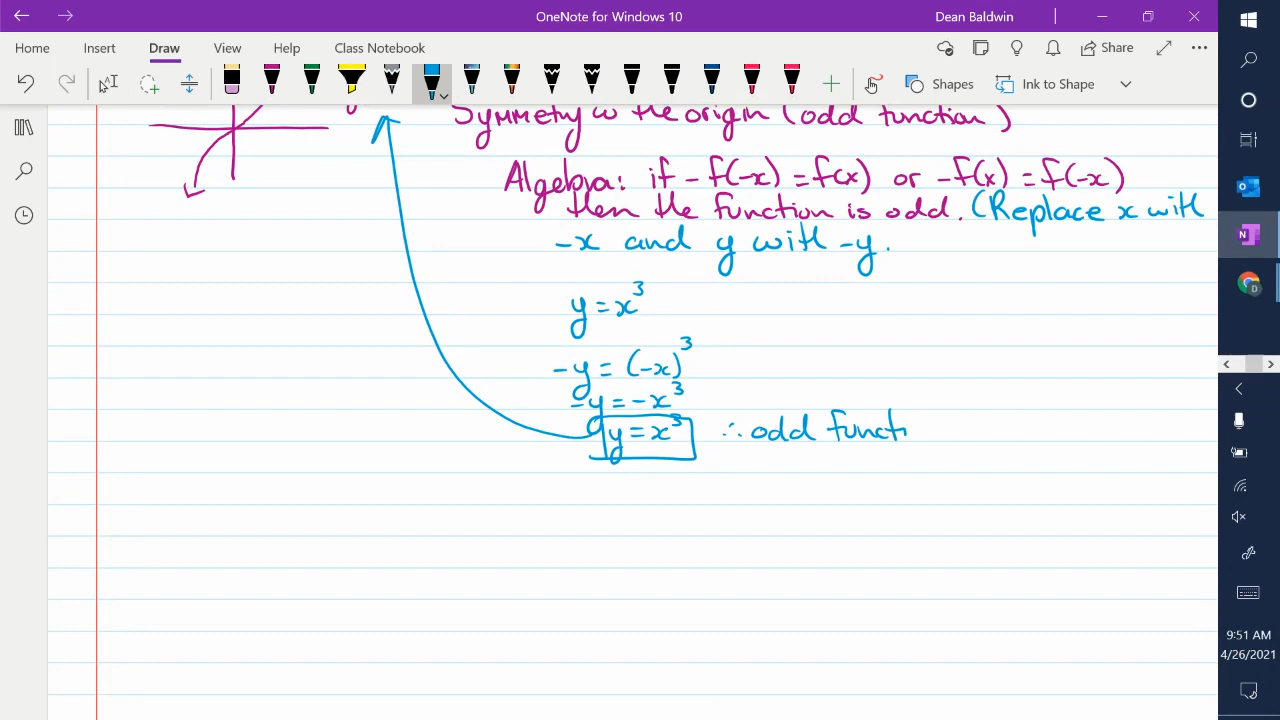 OneNote for Windows 10
Dean Baldwin
Home Insert Draw View Help Class Notebook
Share
Shapes
Ink to Shape
Symmetry w the origin (odd function)
Algebra: if -f(-x) = f(x) or -f(x) = f(-x)
then the function is odd. (Replace x with
-x and y with -y.
y = x³
-y = (-x)³
-y = -x³
y = x³ ∴ odd functi
9:51 AM
4/26/2021